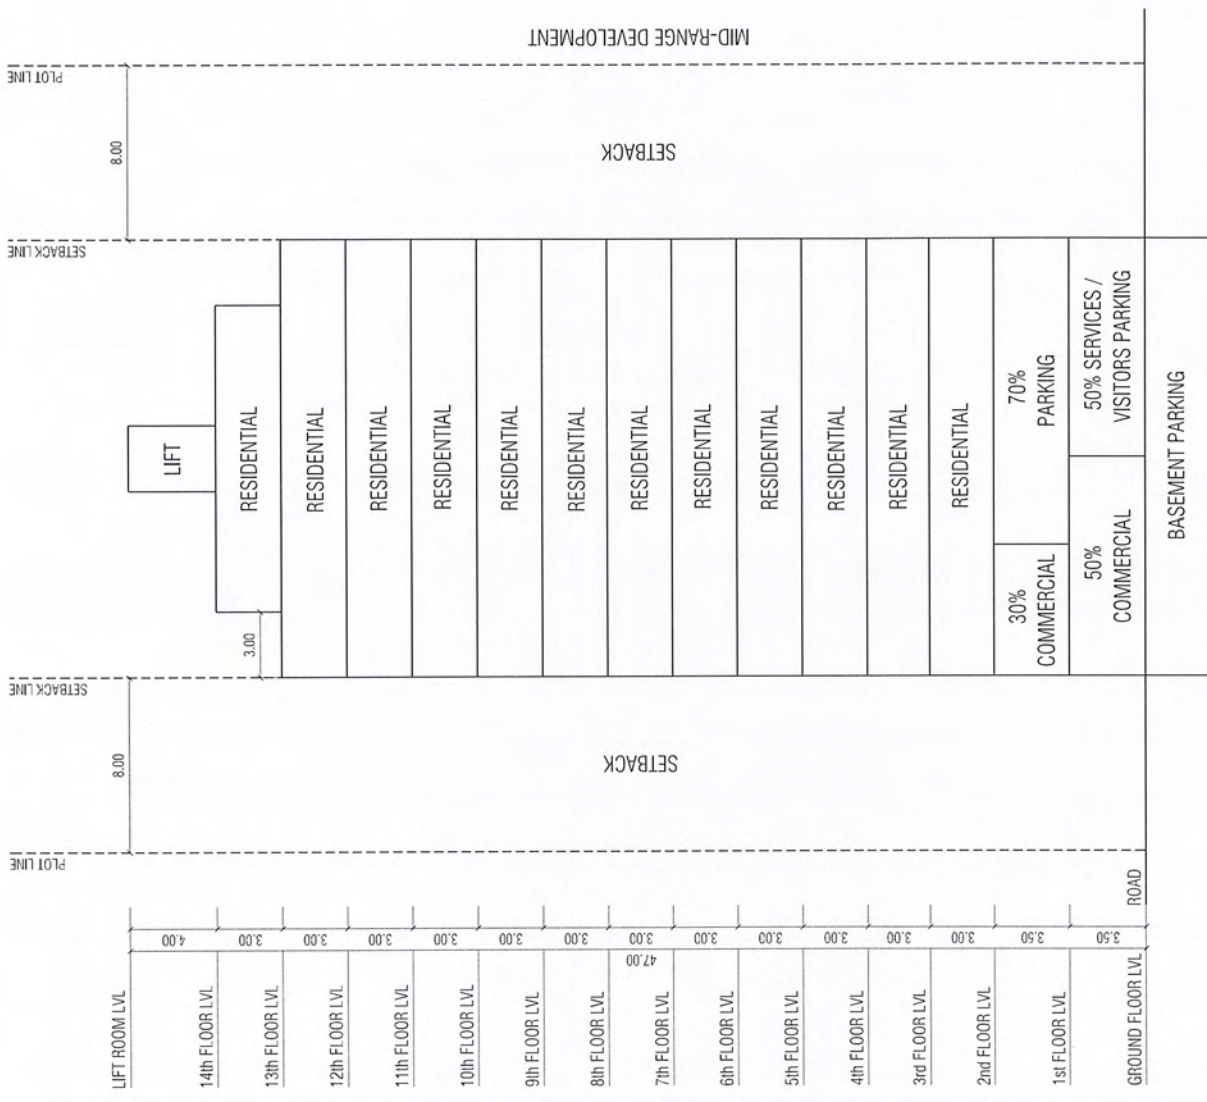 MID-RANGE DEVELOPMENT
PLOT LINE
8.00
SETBACK
SETBACK LINE
LIFT
RESIDENTIAL
RESIDENTIAL
RESIDENTIAL
RESIDENTIAL
RESIDENTIAL
RESIDENTIAL
RESIDENTIAL
RESIDENTIAL
RESIDENTIAL
RESIDENTIAL
RESIDENTIAL
RESIDENTIAL
70%
PARKING
50% SERVICES /
VISITORS PARKING
30%
COMMERCIAL
50%
COMMERCIAL
BASEMENT PARKING
3.00
SETBACK LINE
8.00
SETBACK
PLOT LINE
ROAD
4.00
3.00
3.00
3.00
3.00
3.00
3.00
3.00
3.00
3.00
3.00
3.00
3.00
3.50
3.50
47.00
LIFT ROOM LVL
14th FLOOR LVL
13th FLOOR LVL
12th FLOOR LVL
11th FLOOR LVL
10th FLOOR LVL
9th FLOOR LVL
8th FLOOR LVL
7th FLOOR LVL
6th FLOOR LVL
5th FLOOR LVL
4th FLOOR LVL
3rd FLOOR LVL
2nd FLOOR LVL
1st FLOOR LVL
GROUND FLOOR LVL